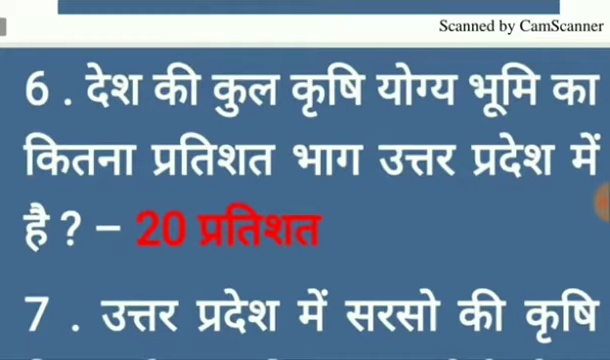 Scanned by CamScanner
6 . देश की कुल कृषि योग्य भूमि का
कितना प्रतिशत भाग उत्तर प्रदेश में
है ? – 20 प्रतिशत
7 . उत्तर प्रदेश में सरसो की कृषि